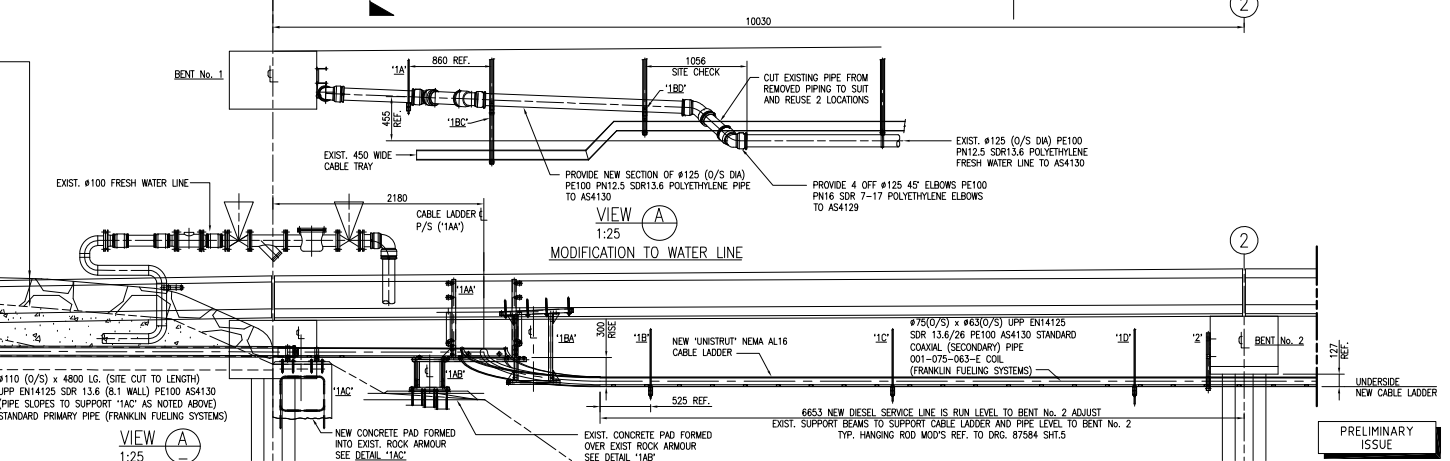 2
10030
BENT No. 1
℄
'1A'
860 REF.
1056
SITE CHECK
'1BD'
CUT EXISTING PIPE FROM
REMOVED PIPING TO SUIT
AND REUSE 2 LOCATIONS
455
REF.
'1BC'
EXIST. 450 WIDE
CABLE TRAY
EXIST. ø125 (O/S DIA) PE100
PN12.5 SDR13.6 POLYETHYLENE
FRESH WATER LINE TO AS4130
PROVIDE NEW SECTION OF ø125 (O/S DIA)
PE100 PN12.5 SDR13.6 POLYETHYLENE PIPE
TO AS4130
PROVIDE 4 OFF ø125 45° ELBOWS PE100
PN16 SDR 7-17 POLYETHYLENE ELBOWS
TO AS4129
VIEW A
1:25
MODIFICATION TO WATER LINE
EXIST. ø100 FRESH WATER LINE
2180
CABLE LADDER ℄
P/S ('1AA')
2
'1AA'
'1BA'
300
RISE
'1B'
NEW 'UNISTRUT' NEMA AL16
CABLE LADDER
'1C'
ø75(O/S) x ø63(O/S) UPP EN14125
SDR 13.6/26 PE100 AS4130 STANDARD
COAXIAL (SECONDARY) PIPE
001-075-063-E COIL
(FRANKLIN FUELING SYSTEMS)
'1D'
'2'
℄
BENT No. 2
127
REF.
℄
'1AB'
'1AC'
UNDERSIDE
NEW CABLE LADDER
525 REF.
6653 NEW DIESEL SERVICE LINE IS RUN LEVEL TO BENT No. 2 ADJUST
EXIST. SUPPORT BEAMS TO SUPPORT CABLE LADDER AND PIPE LEVEL TO BENT No. 2
TYP. HANGING ROD MOD'S REF. TO DRG. 87584 SHT.5
ø110 (O/S) x 4800 LG. (SITE CUT TO LENGTH)
UPP EN14125 SDR 13.6 (8.1 WALL) PE100 AS4130
(PIPE SLOPES TO SUPPORT '1AC' AS NOTED ABOVE)
STANDARD PRIMARY PIPE (FRANKLIN FUELING SYSTEMS)
VIEW A
1:25 –
NEW CONCRETE PAD FORMED
INTO EXIST. ROCK ARMOUR
SEE DETAIL '1AC'
EXIST. CONCRETE PAD FORMED
OVER EXIST ROCK ARMOUR
SEE DETAIL '1AB'
PRELIMINARY
ISSUE